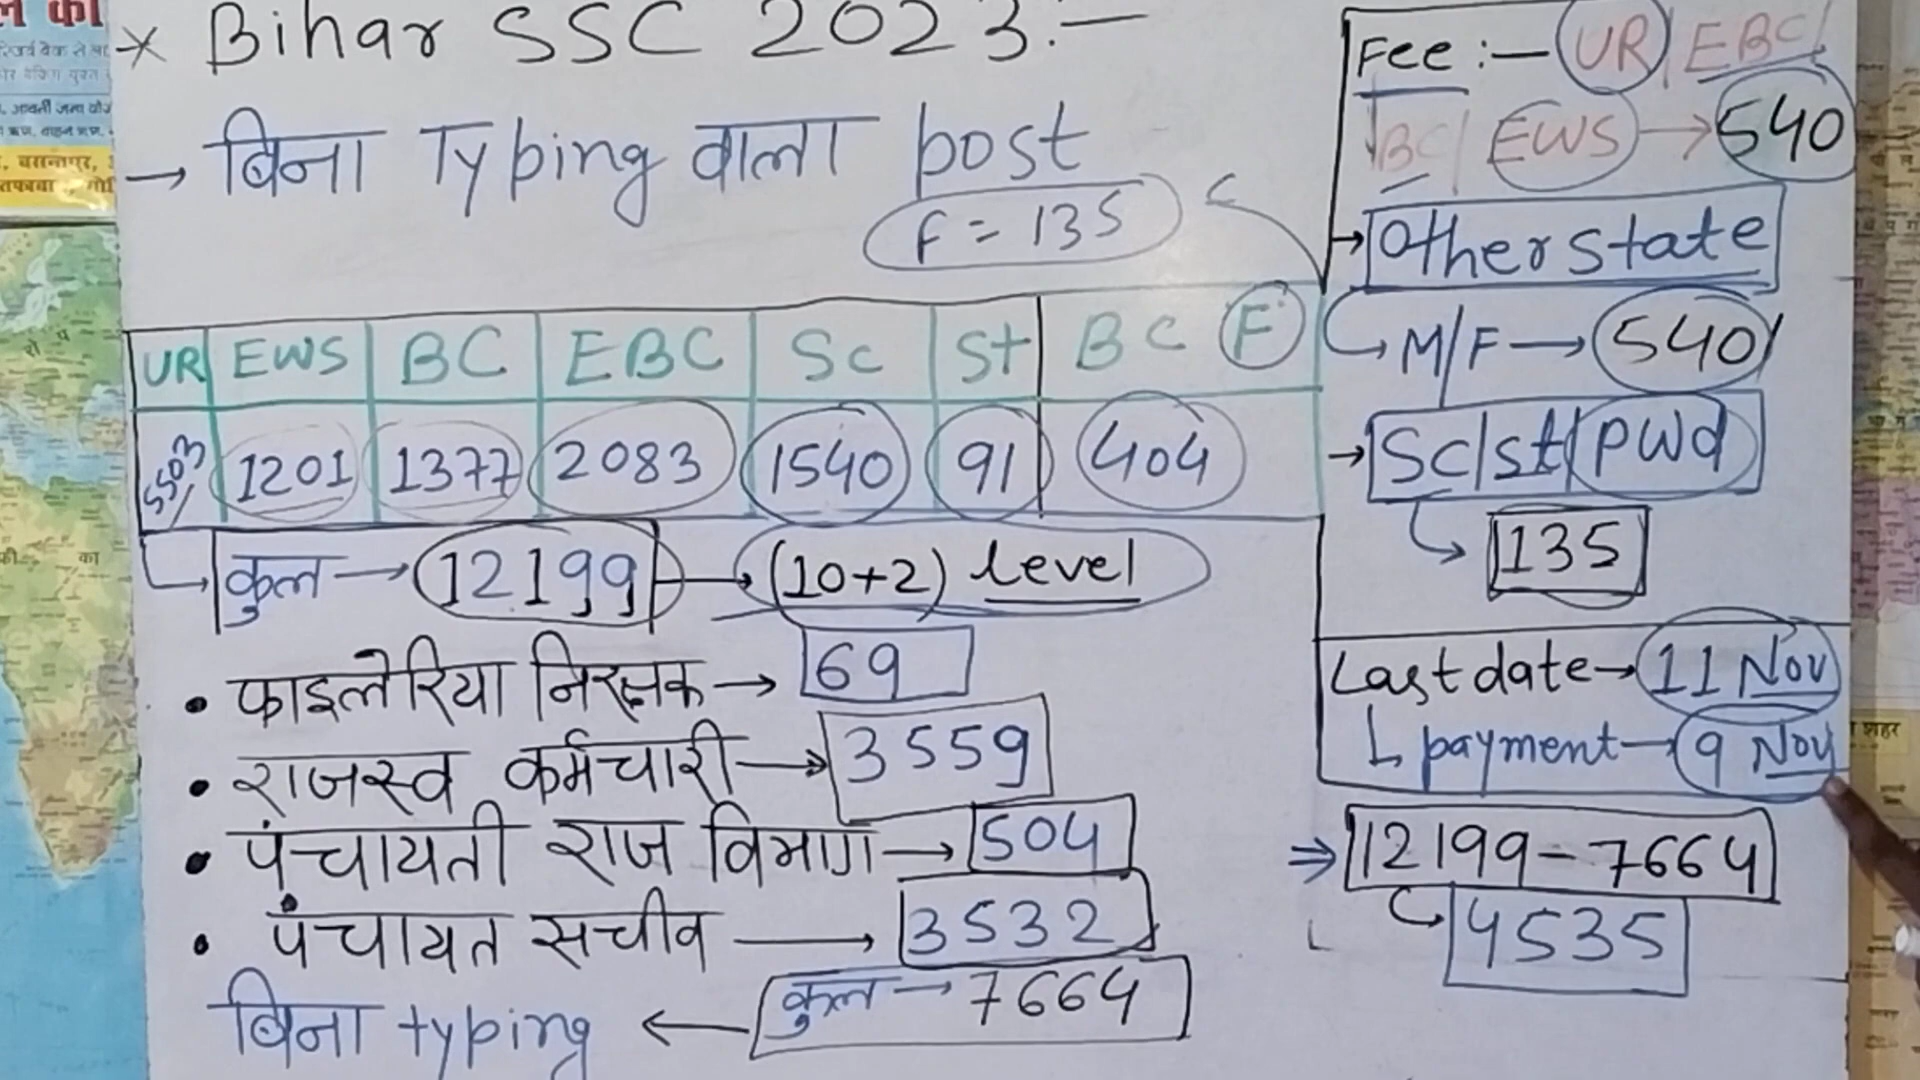 * Bihar SSC 2023:-
→ बिना Typing वाला post
F = 135
UR EWS BC EBC Sc St BC F
5503 1201 1377 2083 1540 91 404
कुल → 12199 → (10+2) Level
• फाइलेरिया निरक्षक → 69
• राजस्व कर्मचारी → 3559
• पंचायती राज विभाग → 504
• पंचायत सचीव → 3532
बिना typing ← कुल → 7664
Fee :- UR/EBC/
BC/EWS → 540
→ Other state
M/F → 540/
→ Sc/st/PWd
135
Last date → 11 Nov
payment → 9 Nov
⇒ 12199 - 7664
4535